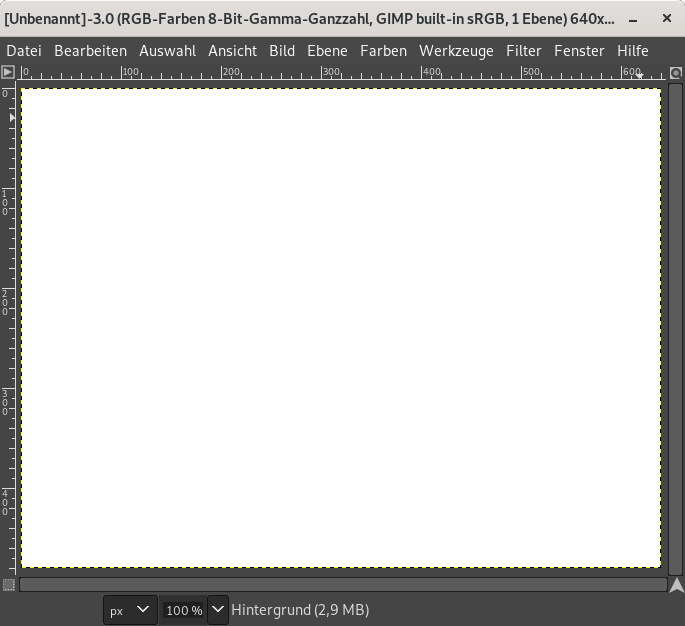 [Unbenannt]-3.0 (RGB-Farben 8-Bit-Gamma-Ganzzahl, GIMP built-in sRGB, 1 Ebene) 640x...
Datei Bearbeiten Auswahl Ansicht Bild Ebene Farben Werkzeuge Filter Fenster Hilfe
0 100 200 300 400 500 600
0
100
200
300
400
px 100 % Hintergrund (2,9 MB)